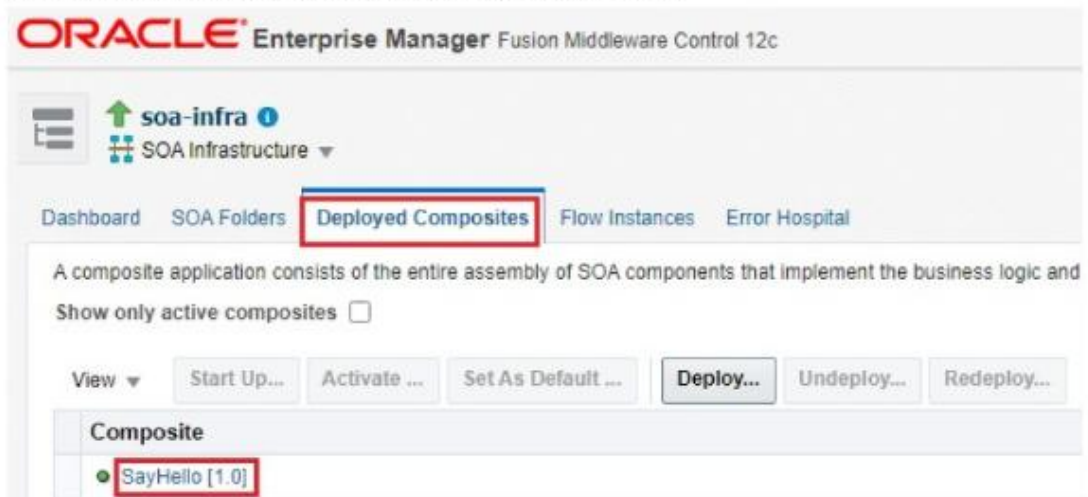 ORACLE Enterprise Manager Fusion Middleware Control 12c
soa-infra
SOA Infrastructure
Dashboard SOA Folders Deployed Composites Flow Instances Error Hospital
A composite application consists of the entire assembly of SOA components that implement the business logic and
Show only active composites
View Start Up... Activate ... Set As Default ... Deploy... Undeploy... Redeploy...
Composite
SayHello [1.0]